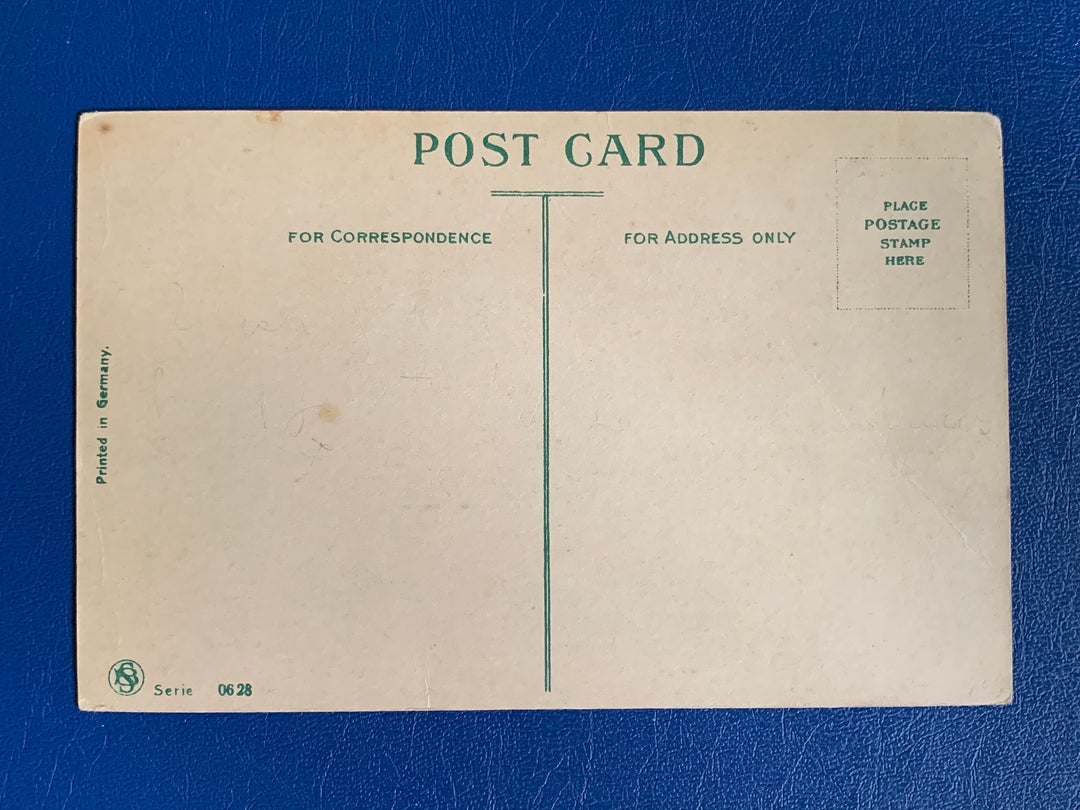 POST CARD
FOR CORRESPONDENCE
FOR ADDRESS ONLY
PLACE
POSTAGE
STAMP
HERE
Printed in Germany.
Serie 0628